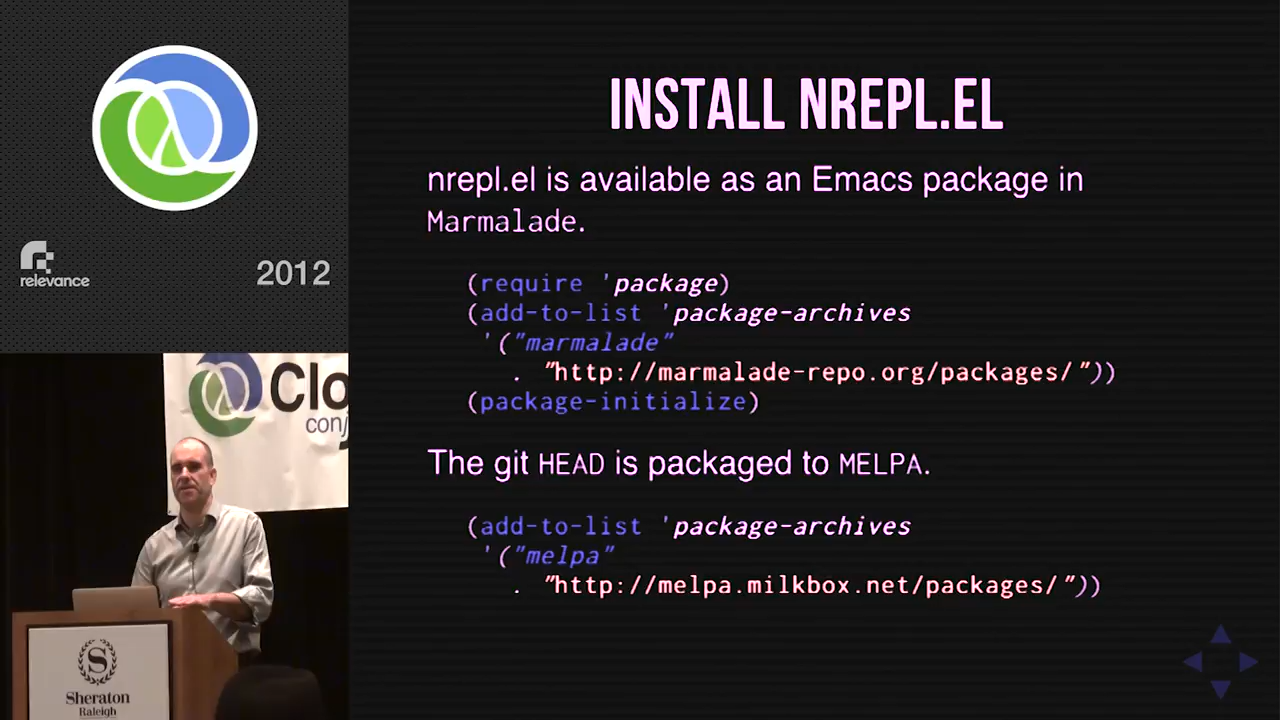 relevance
2012
Clo
conj
S
Sheraton
Raleigh
INSTALL NREPL.EL
nrepl.el is available as an Emacs package in
Marmalade.
(require 'package)
(add-to-list 'package-archives
'("marmalade"
. "http://marmalade-repo.org/packages/"))
(package-initialize)
The git HEAD is packaged to MELPA.
(add-to-list 'package-archives
'("melpa"
. "http://melpa.milkbox.net/packages/"))